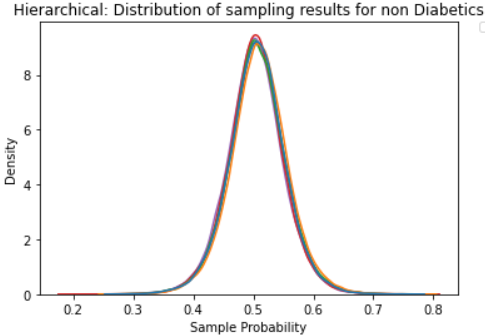 Hierarchical: Distribution of sampling results for non Diabetics
8
6
4
2
0
Density
0.2 0.3 0.4 0.5 0.6 0.7 0.8
Sample Probability